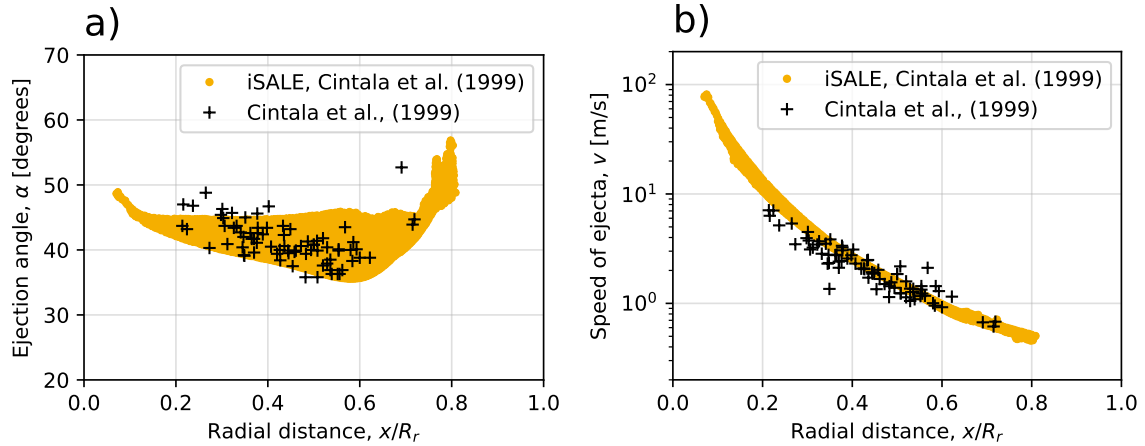 a)
70
60
50
40
30
20
Ejection angle, α [degrees]
iSALE, Cintala et al. (1999)
Cintala et al., (1999)
0.0 0.2 0.4 0.6 0.8 1.0
Radial distance, x/Rᵣ
b)
10²
10¹
10⁰
Speed of ejecta, v [m/s]
iSALE, Cintala et al. (1999)
Cintala et al., (1999)
0.0 0.2 0.4 0.6 0.8 1.0
Radial distance, x/Rᵣ